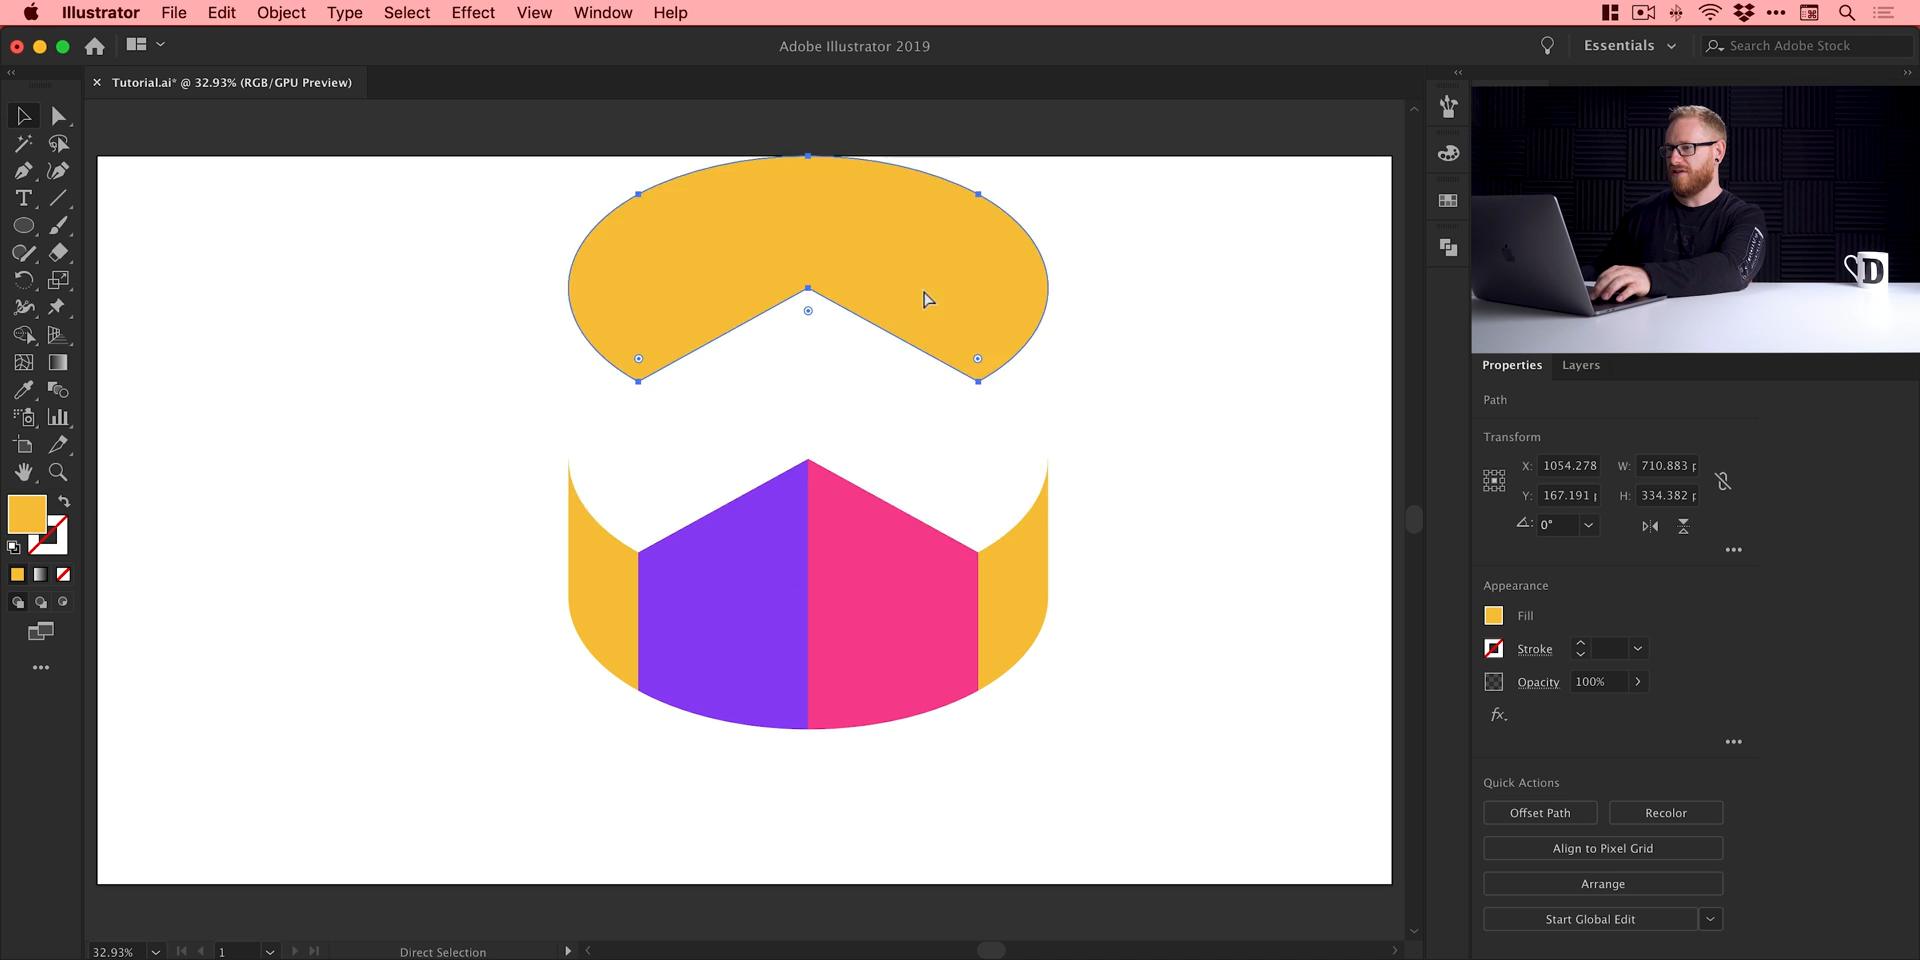 Illustrator File Edit Object Type Select Effect View Window Help
Adobe Illustrator 2019
Essentials
Search Adobe Stock
Tutorial.ai* @ 32.93% (RGB/GPU Preview)
D
Properties Layers
Path
Transform
X: 1054.278 W: 710.883 p
Y: 167.191 p H: 334.382 p
0°
Appearance
Fill
Stroke
Opacity 100%
fx.
Quick Actions
Offset Path Recolor
Align to Pixel Grid
Arrange
Start Global Edit
32.93% 1 Direct Selection